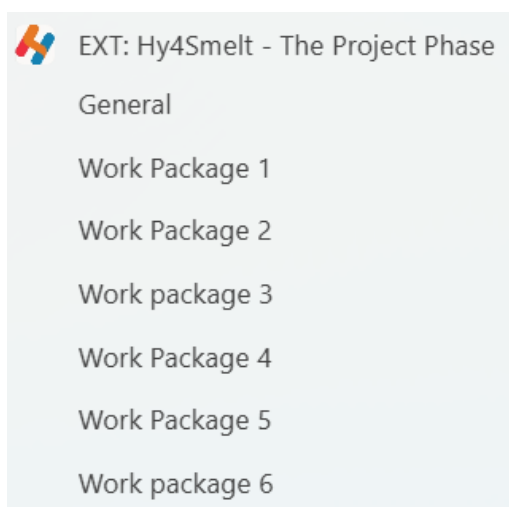 EXT: Hy4Smelt - The Project Phase
General
Work Package 1
Work Package 2
Work package 3
Work Package 4
Work Package 5
Work package 6